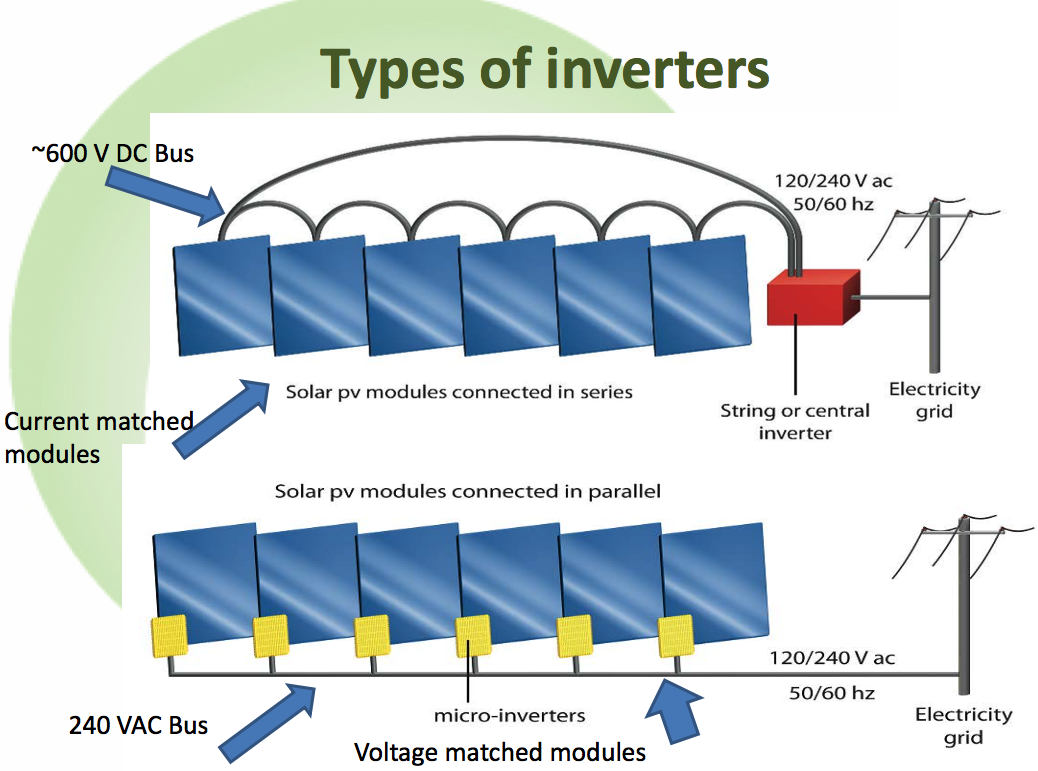 Types of inverters
~600 V DC Bus
120/240 V ac
50/60 hz
Solar pv modules connected in series
Electricity
grid
String or central
inverter
Current matched
modules
Solar pv modules connected in parallel
120/240 V ac
50/60 hz
240 VAC Bus
micro-inverters
Electricity
grid
Voltage matched modules